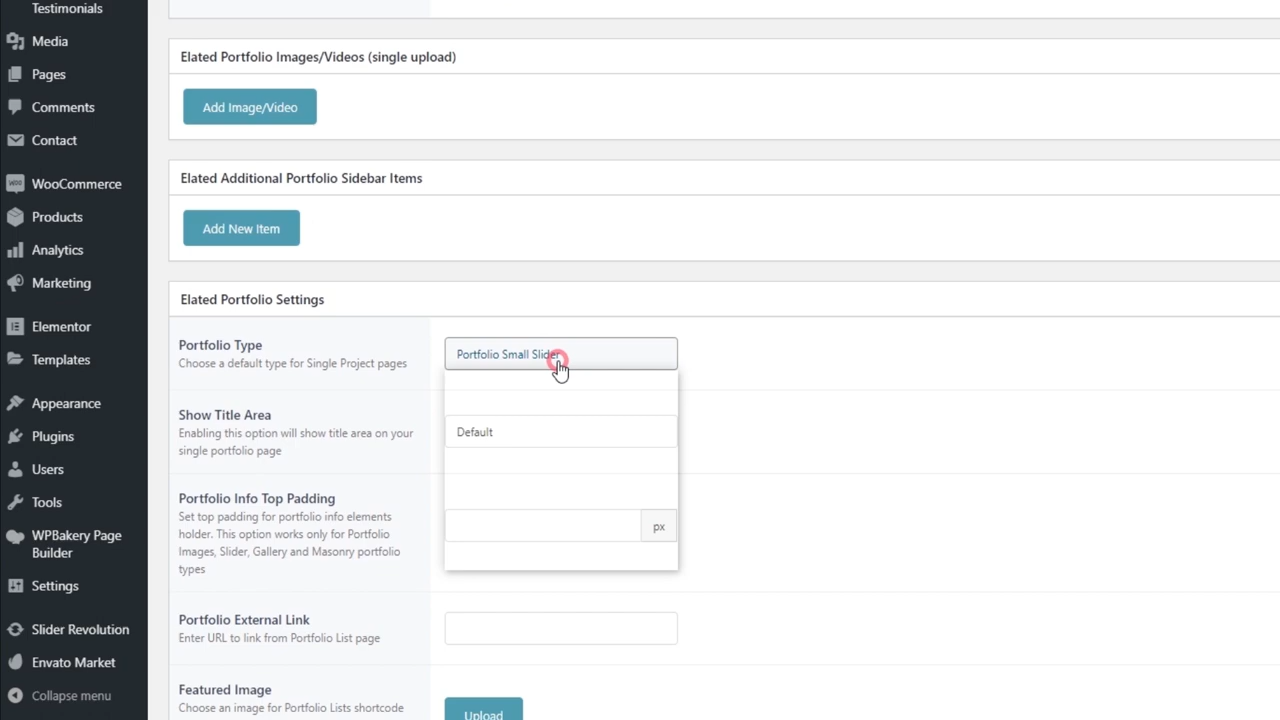 Testimonials
Media
Pages
Comments
Contact
WooCommerce
Products
Analytics
Marketing
Elementor
Templates
Appearance
Plugins
Users
Tools
WPBakery Page
Builder
Settings
Slider Revolution
Envato Market
Collapse menu
Elated Portfolio Images/Videos (single upload)
Add Image/Video
Elated Additional Portfolio Sidebar Items
Add New Item
Elated Portfolio Settings
Portfolio Type
Choose a default type for Single Project pages
Portfolio Small Slider
Show Title Area
Enabling this option will show title area on your
single portfolio page
Default
Portfolio Info Top Padding
Set top padding for portfolio info elements
holder. This option works only for Portfolio
Images, Slider, Gallery and Masonry portfolio
types
px
Portfolio External Link
Enter URL to link from Portfolio List page
Featured Image
Choose an image for Portfolio Lists shortcode
Upload